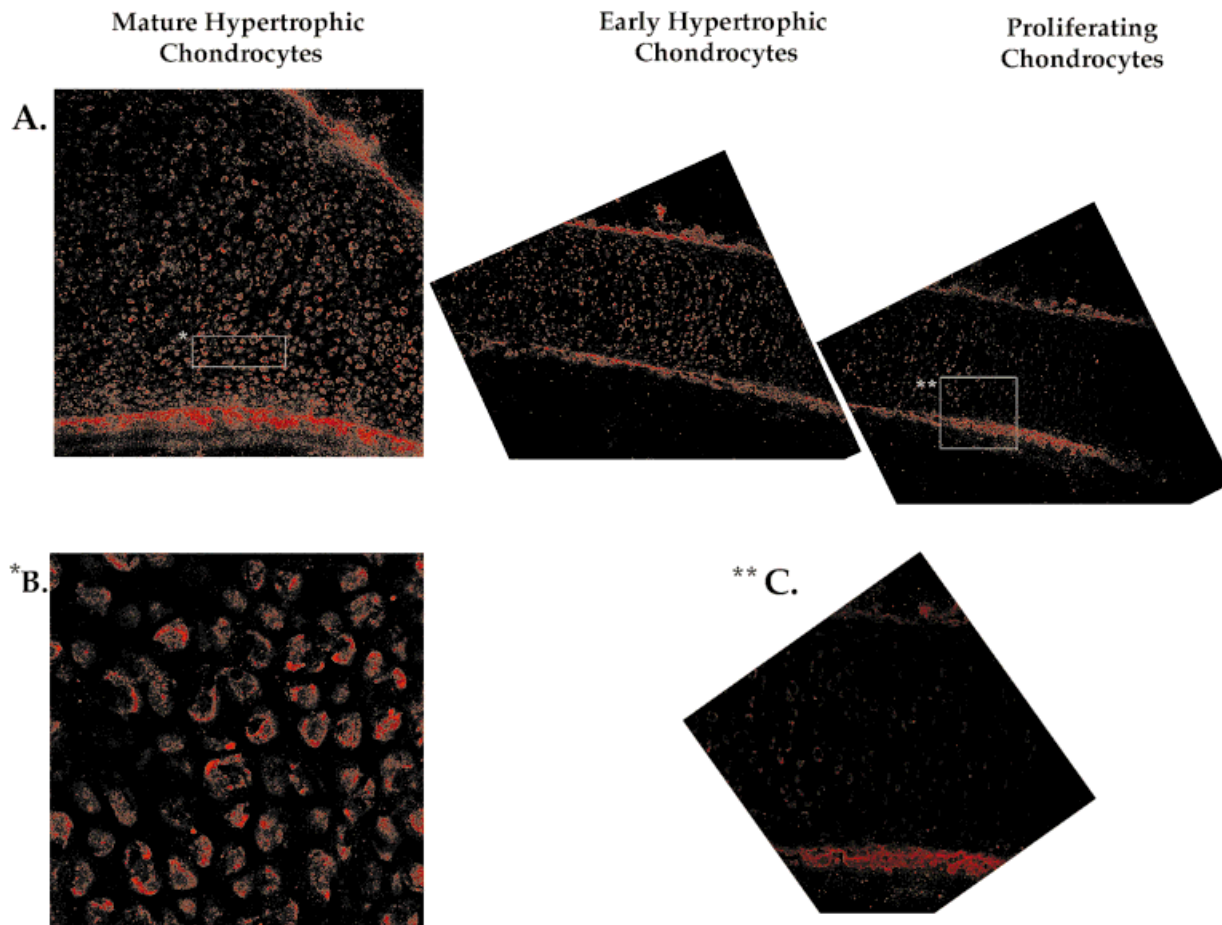 Mature Hypertrophic
Chondrocytes
Early Hypertrophic
Chondrocytes
Proliferating
Chondrocytes
A.
*
**
*B.
** C.